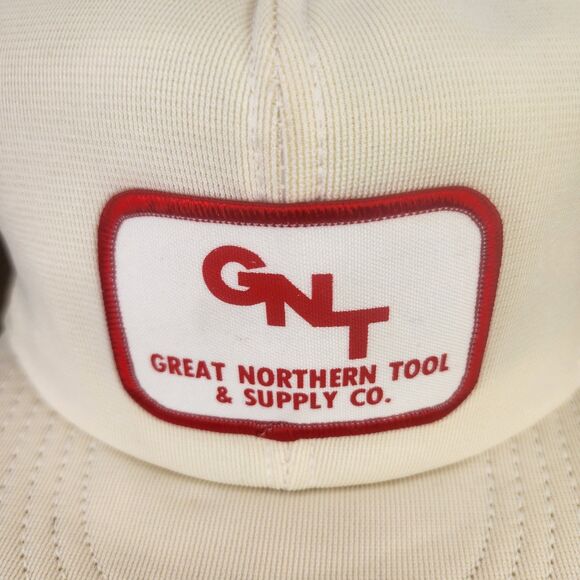 GNT
GREAT NORTHERN TOOL
& SUPPLY CO.